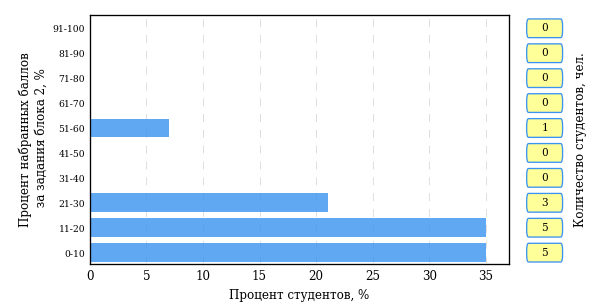 Процент набранных баллов
за задания блока 2, %
91-100 0
81-90 0
71-80 0
61-70 0
51-60 1
41-50 0
31-40 0
21-30 3
11-20 5
0-10 5
Количество студентов, чел.
0 5 10 15 20 25 30 35
Процент студентов, %